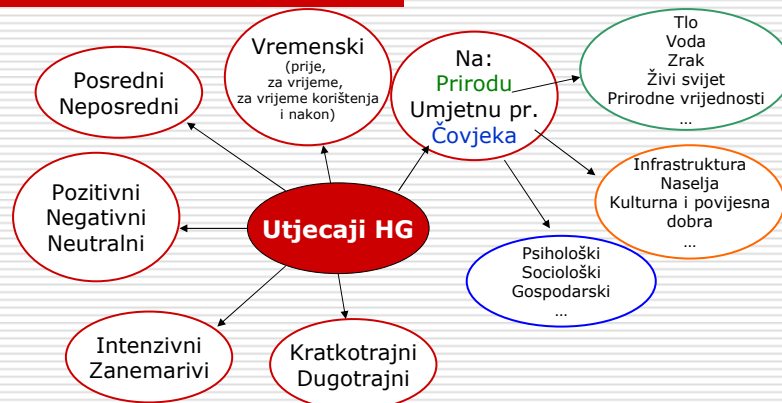 Posredni
Neposredni
Vremenski
(prije,
za vrijeme,
za vrijeme korištenja
i nakon)
Na:
Prirodu
Umjetnu pr.
Čovjeka
Tlo
Voda
Zrak
Živi svijet
Prirodne vrijednosti
...
Pozitivni
Negativni
Neutralni
Utjecaji HG
Infrastruktura
Naselja
Kulturna i povijesna
dobra
...
Psihološki
Sociološki
Gospodarski
...
Intenzivni
Zanemarivi
Kratkotrajni
Dugotrajni